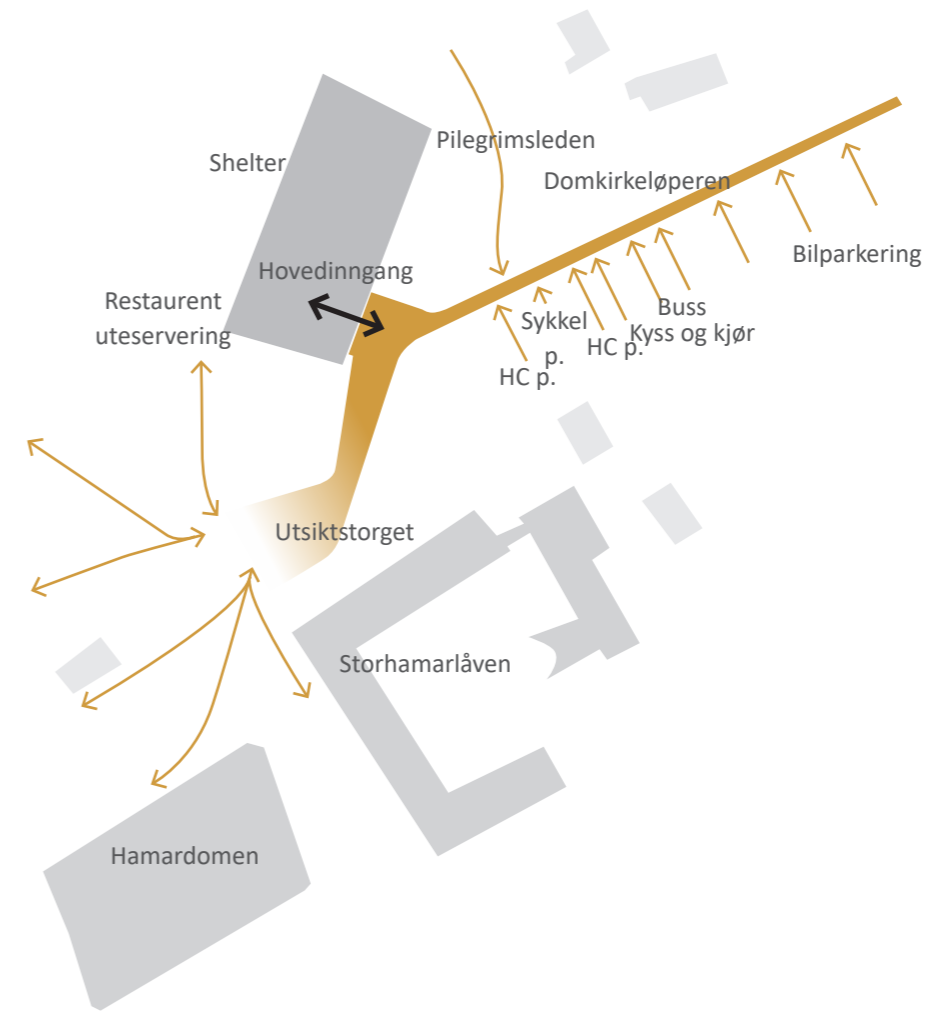 Pilegrimsleden
Shelter
Domkirkeløperen
Bilparkering
Hovedinngang
Restaurent
uteservering
Buss
Sykkel
p.
Kyss og kjør
HC p.
HC p.
Utsiktstorget
Storhamarlåven
Hamardomen